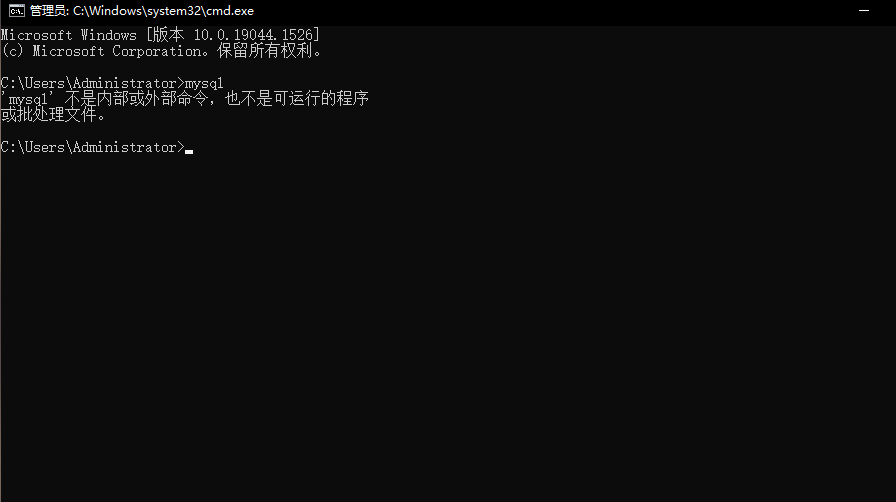 管理员: C:\Windows\system32\cmd.exe
Microsoft Windows [版本 10.0.19044.1526]
(c) Microsoft Corporation。保留所有权利。
C:\Users\Administrator>mysql
'mysql' 不是内部或外部命令，也不是可运行的程序
或批处理文件。
C:\Users\Administrator>